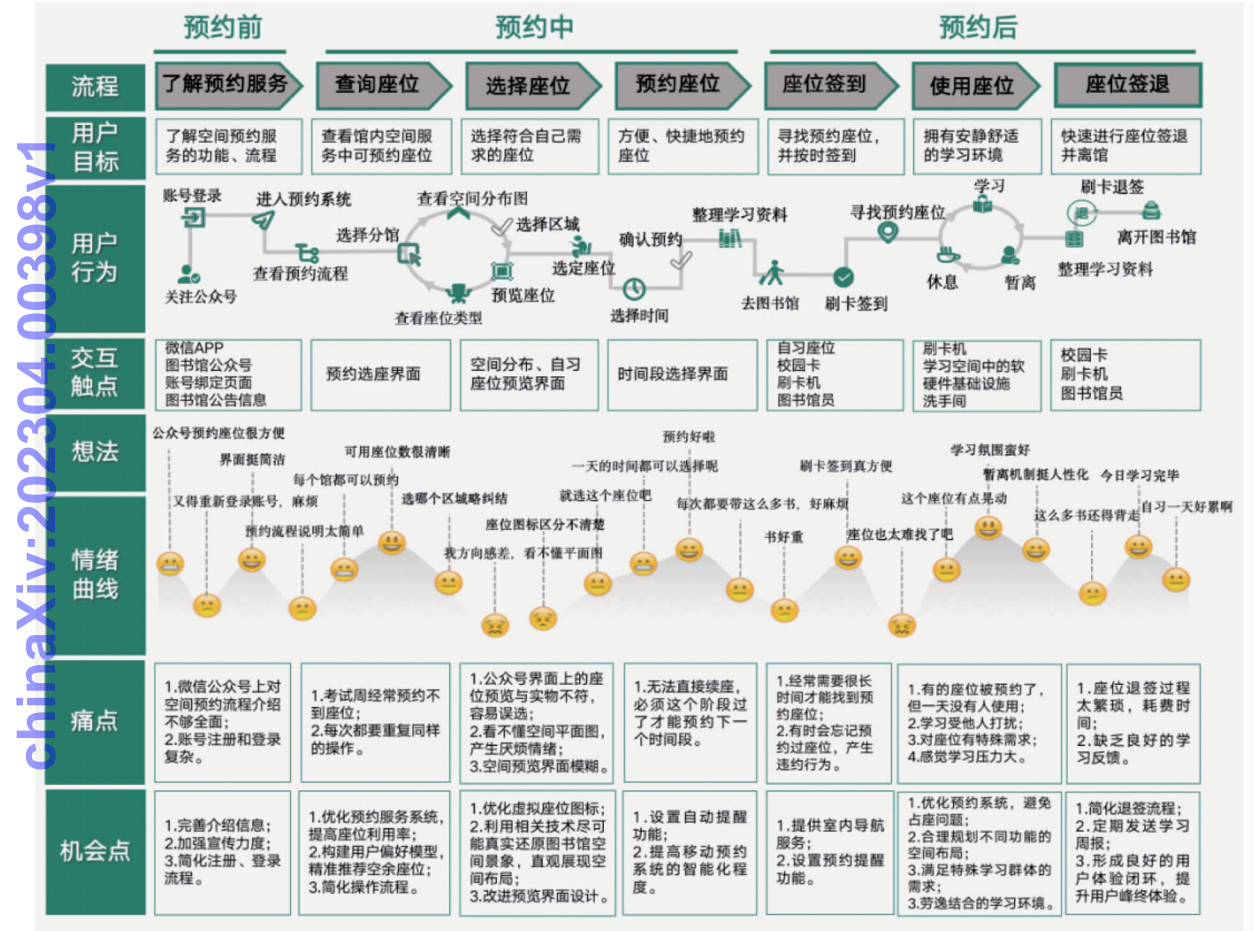 预约前
预约中
预约后
流程
了解预约服务
查询座位
选择座位
预约座位
座位签到
使用座位
座位签退
用户
目标
了解空间预约服
务的功能、流程
查看馆内空间服
务中可预约座位
选择符合自己需
求的座位
方便、快捷地预约
座位
寻找预约座位，
并按时签到
拥有安静舒适
的学习环境
快速进行座位签退
并离馆
用户
行为
账号登录
进入预约系统
查看预约流程
关注公众号
选择分馆
查看空间分布图
选择区域
预览座位
查看座位类型
选定座位
选择时间
确认预约
整理学习资料
去图书馆
刷卡签到
寻找预约座位
学习
休息
暂离
刷卡退签
退
整理学习资料
离开图书馆
交互
触点
微信APP
图书馆公众号
账号绑定页面
图书馆公告信息
预约选座界面
空间分布、自习
座位预览界面
时间段选择界面
自习座位
校园卡
刷卡机
图书馆员
刷卡机
学习空间中的软
硬件基础设施
洗手间
校园卡
刷卡机
图书馆员
想法
公众号预约座位很方便
又得重新登录账号，麻烦
界面挺简洁
预约流程说明太简单
每个馆都可以预约
可用座位数很清晰
选哪个区域略纠结
我方向感差，看不懂平面图
座位图标区分不清楚
就选这个座位吧
一天的时间都可以选择呢
预约好啦
每次都要带这么多书，好麻烦
书好重
刷卡签到真方便
座位也太难找了吧
这个座位有点晃动
学习氛围蛮好
暂离机制挺人性化
这么多书还得背走
今日学习完毕
自习一天好累啊
情绪
曲线
痛点
1.微信公众号上对
空间预约流程介绍
不够全面；
2.账号注册和登录
复杂。
1.考试周经常预约不
到座位；
2.每次都要重复同样
的操作。
1.公众号界面上的座
位预览与实物不符，
容易误选；
2.看不懂空间平面图，
产生厌烦情绪；
3.空间预览界面模糊。
1.无法直接续座，
必须这个阶段过
了才能预约下一
个时间段。
1.经常需要很长
时间才能找到预
约座位；
2.有时会忘记预
约过座位，产生
违约行为。
1.有的座位被预约了，
但一天没有人使用；
2.学习受他人打扰；
3.对座位有特殊需求；
4.感觉学习压力大。
1.座位退签过程
太繁琐，耗费时
间；
2.缺乏良好的学
习反馈。
机会点
1.完善介绍信息；
2.加强宣传力度；
3.简化注册、登录
流程。
1.优化预约服务系统，
提高座位利用率；
2.构建用户偏好模型，
精准推荐空余座位；
3.简化操作流程。
1.优化虚拟座位图标；
2.利用相关技术尽可
能真实还原图书馆空
间景象，直观展现空
间布局；
3.改进预览界面设计。
1.设置自动提醒
功能；
2.提高移动预约
系统的智能化程
度。
1.提供室内导航
服务；
2.设置预约提醒
功能。
1.优化预约系统，避免
占座问题；
2.合理规划不同功能的
空间布局；
3.满足特殊学习群体的
需求；
3.劳逸结合的学习环境。
1.简化退签流程；
2.定期发送学习
周报；
3.形成良好的用
户体验闭环，提
升用户峰终体验。
chinaXiv:202304.00398v1